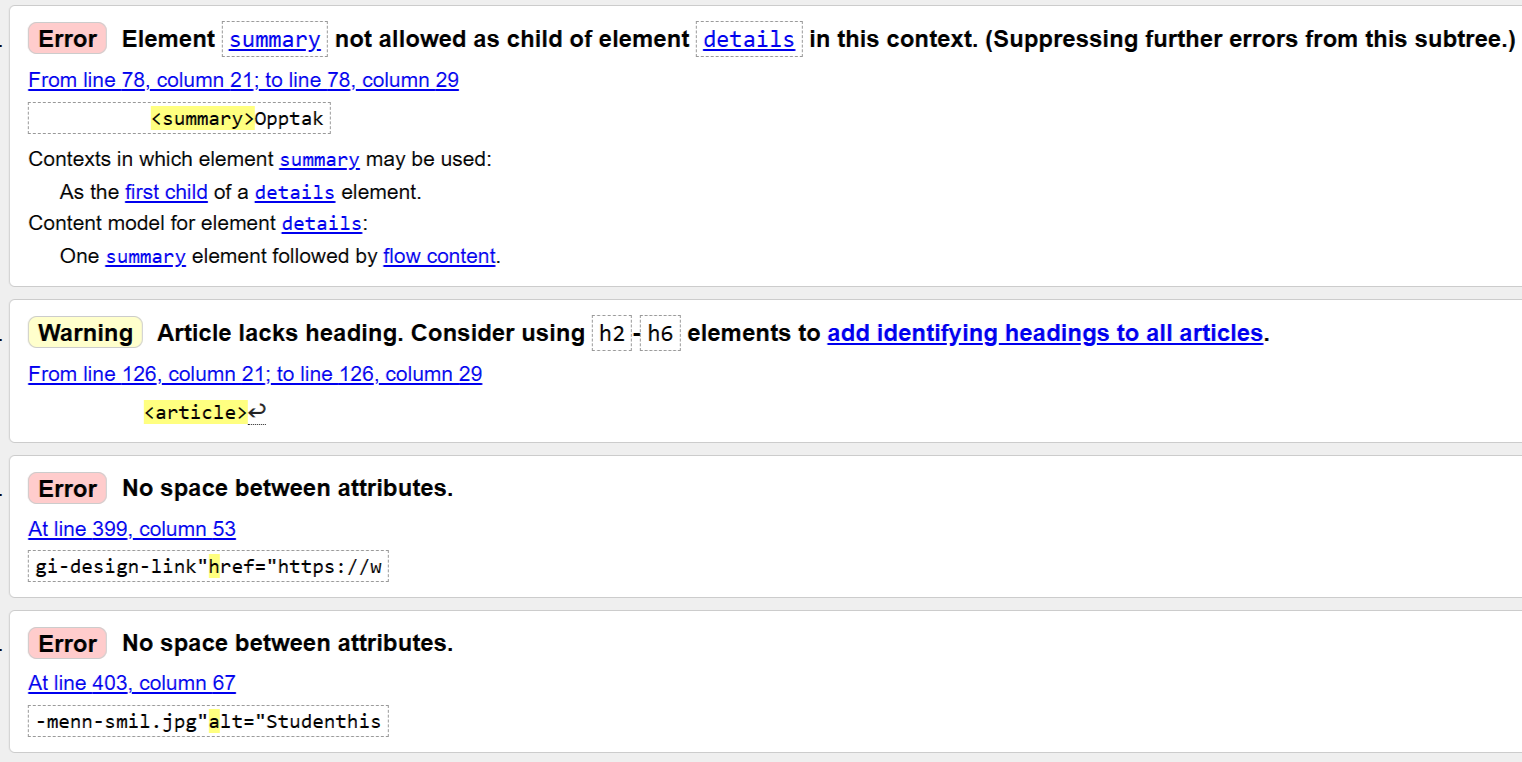 Error Element summary not allowed as child of element details in this context. (Suppressing further errors from this subtree.)
From line 78, column 21; to line 78, column 29
<summary>Opptak
Contexts in which element summary may be used:
As the first child of a details element.
Content model for element details:
One summary element followed by flow content.
Warning Article lacks heading. Consider using h2-h6 elements to add identifying headings to all articles.
From line 126, column 21; to line 126, column 29
<article>↩
Error No space between attributes.
At line 399, column 53
gi-design-link"href="https://w
Error No space between attributes.
At line 403, column 67
-menn-smil.jpg"alt="Studenthis